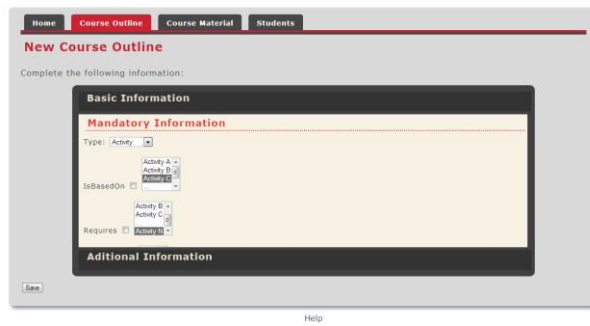 Home Course Outline Course Material Students
New Course Outline
Complete the following information:
Basic Information
Mandatory Information
Type: Activity
Activity A
Activity B
IsBasedOn Activity C
Activity B
Activity C
Requires Activity N
Aditional Information
Save
Help